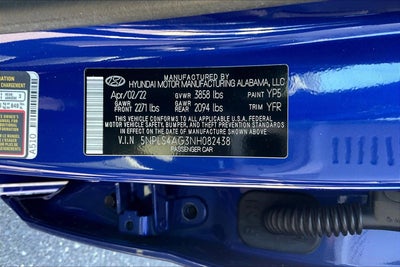 MANUFACTURED BY
HYUNDAI MOTOR MANUFACTURING ALABAMA, LLC
Apr/02/22 GVWR 3858 lbs PAINT YP5
GAWR FRONT 2271 lbs GAWR REAR 2094 lbs TRIM YFR
THIS VEHICLE CONFORMS TO ALL APPLICABLE
FEDERAL MOTOR VEHICLE SAFETY, BUMPER, AND THEFT PREVENTION
STANDARDS IN EFFECT ON THE DATE OF MANUFACTURE SHOWN ABOVE.
V.I.N 5NPLS4AG3NH082438
PASSENGER CAR
A510